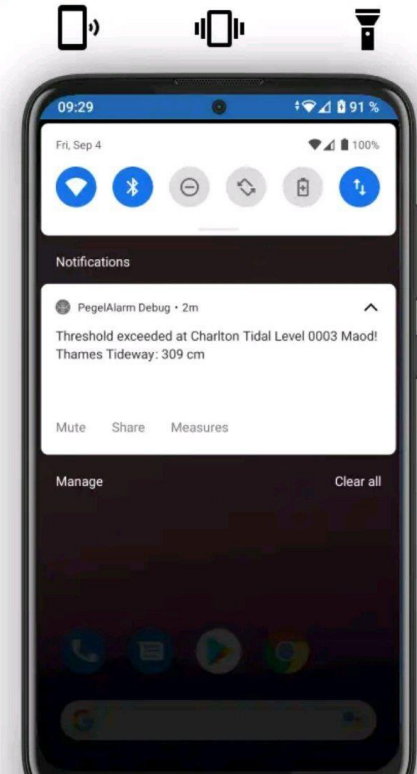 09:29
91 %
Fri, Sep 4
100%
Notifications
PegelAlarm Debug • 2m
Threshold exceeded at Charlton Tidal Level 0003 Maod!
Thames Tideway: 309 cm
Mute Share Measures
Manage Clear all